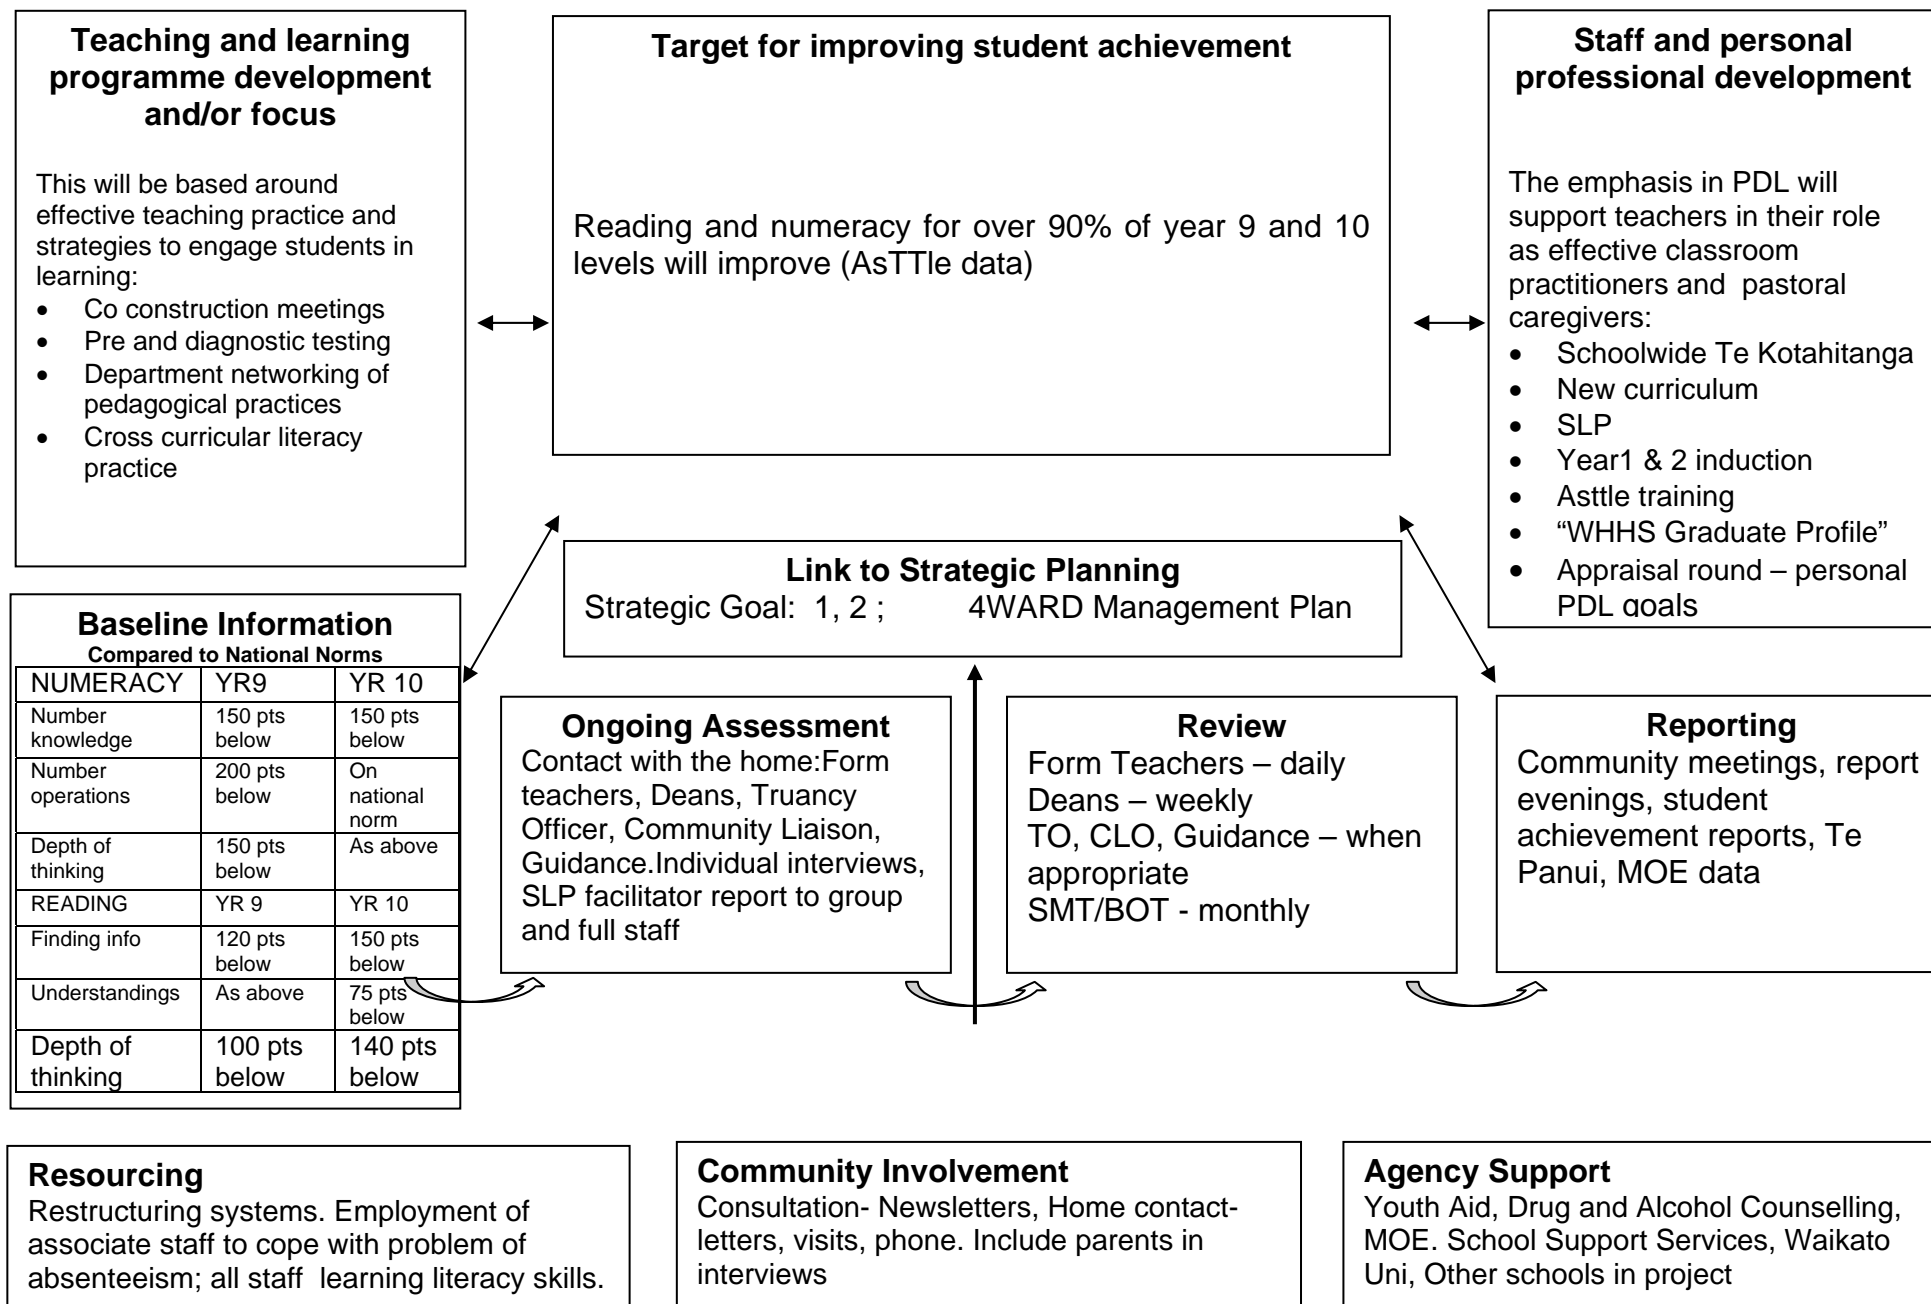 Teaching and learning
programme development
and/or focus
This will be based around
effective teaching practice and
strategies to engage students in
learning:
• Co construction meetings
• Pre and diagnostic testing
• Department networking of
pedagogical practices
• Cross curricular literacy
practice
Target for improving student achievement
Reading and numeracy for over 90% of year 9 and 10
levels will improve (AsTTle data)
Staff and personal
professional development
The emphasis in PDL will
support teachers in their role
as effective classroom
practitioners and pastoral
caregivers:
• Schoolwide Te Kotahitanga
• New curriculum
• SLP
• Year1 & 2 induction
• Asttle training
• “WHHS Graduate Profile”
• Appraisal round – personal
PDL goals
Link to Strategic Planning
Strategic Goal: 1, 2 ; 4WARD Management Plan
Baseline Information
Compared to National Norms
NUMERACY YR9 YR 10
Number knowledge 150 pts below 150 pts below
Number operations 200 pts below On national norm
Depth of thinking 150 pts below As above
READING YR 9 YR 10
Finding info 120 pts below 150 pts below
Understandings As above 75 pts below
Depth of thinking 100 pts below 140 pts below
Ongoing Assessment
Contact with the home:Form
teachers, Deans, Truancy
Officer, Community Liaison,
Guidance.Individual interviews,
SLP facilitator report to group
and full staff
Review
Form Teachers – daily
Deans – weekly
TO, CLO, Guidance – when
appropriate
SMT/BOT - monthly
Reporting
Community meetings, report
evenings, student
achievement reports, Te
Panui, MOE data
Resourcing
Restructuring systems. Employment of
associate staff to cope with problem of
absenteeism; all staff learning literacy skills.
Community Involvement
Consultation- Newsletters, Home contact-
letters, visits, phone. Include parents in
interviews
Agency Support
Youth Aid, Drug and Alcohol Counselling,
MOE. School Support Services, Waikato
Uni, Other schools in project